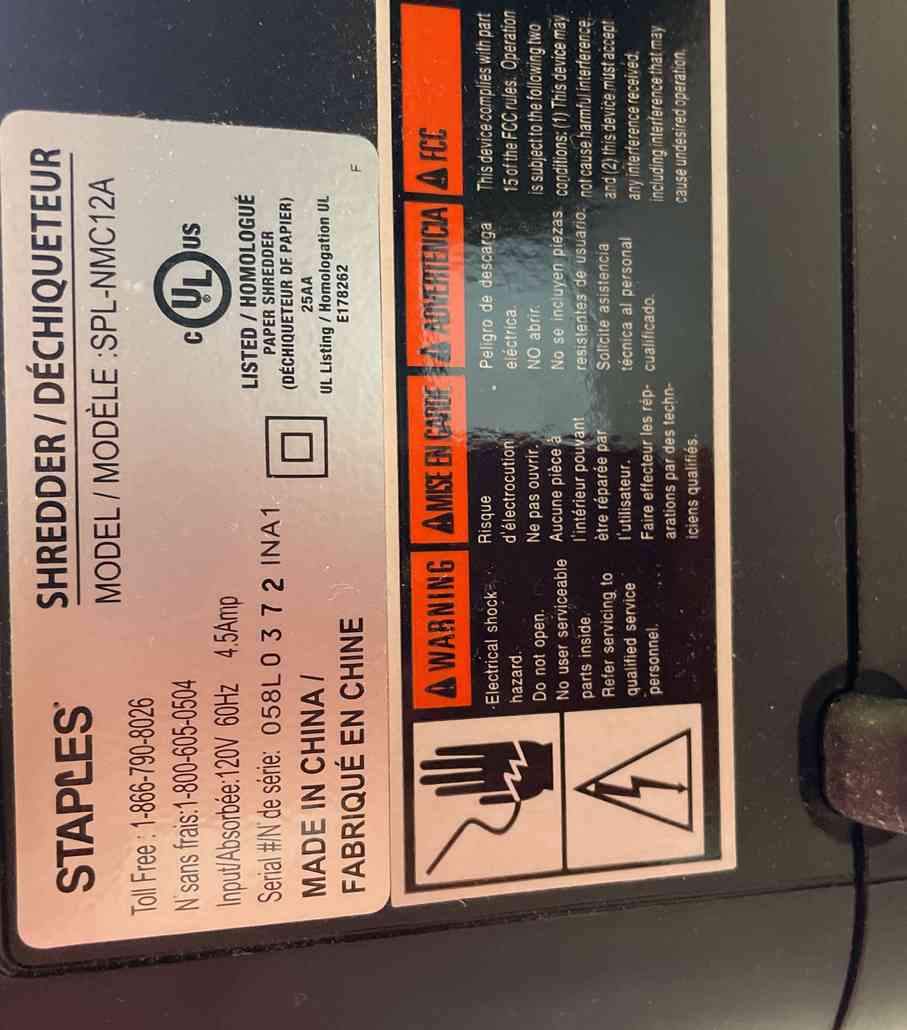 STAPLES
Toll Free : 1-866-790-8026
N° sans frais:1-800-605-0504
Input/Absorbée:120V 60Hz 4.5Amp
Serial #/N° de série: O58L O 3 7 2 INA1
MADE IN CHINA /
FABRIQUÉ EN CHINE
SHREDDER / DÉCHIQUETEUR
MODEL / MODÈLE :SPL-NMC12A
C UL ® US
LISTED / HOMOLOGUÉ
PAPER SHREDDER
(DÉCHIQUETEUR DE PAPIER)
25AA
UL Listing / Homologation UL
E178262
F
WARNING
Electrical shock
hazard.
Do not open.
No user serviceable
parts inside.
Refer servicing to
qualified service
personnel.
MISE EN GARDE
Risque
d'électrocution
Ne pas ouvrir.
Aucune pièce à
l'intérieur pouvant
ètre réparée par
l'utilisateur.
Faire effecteur les rép-
arations par des techn-
iciens qualifiés.
ADVERTENCIA
Peligro de descarga
eléctrica.
NO abrir.
No se incluyen piezas
resistentes de usuario.
Solicite asistencia
técnica al personal
cualificado.
FCC
This device complies with part
15 of the FCC rules. Operation
is subject to the following two
conditions: (1) This device may
not cause harmful interference,
and (2) this device must accept
any interference received,
including interference that may
cause undesired operation.